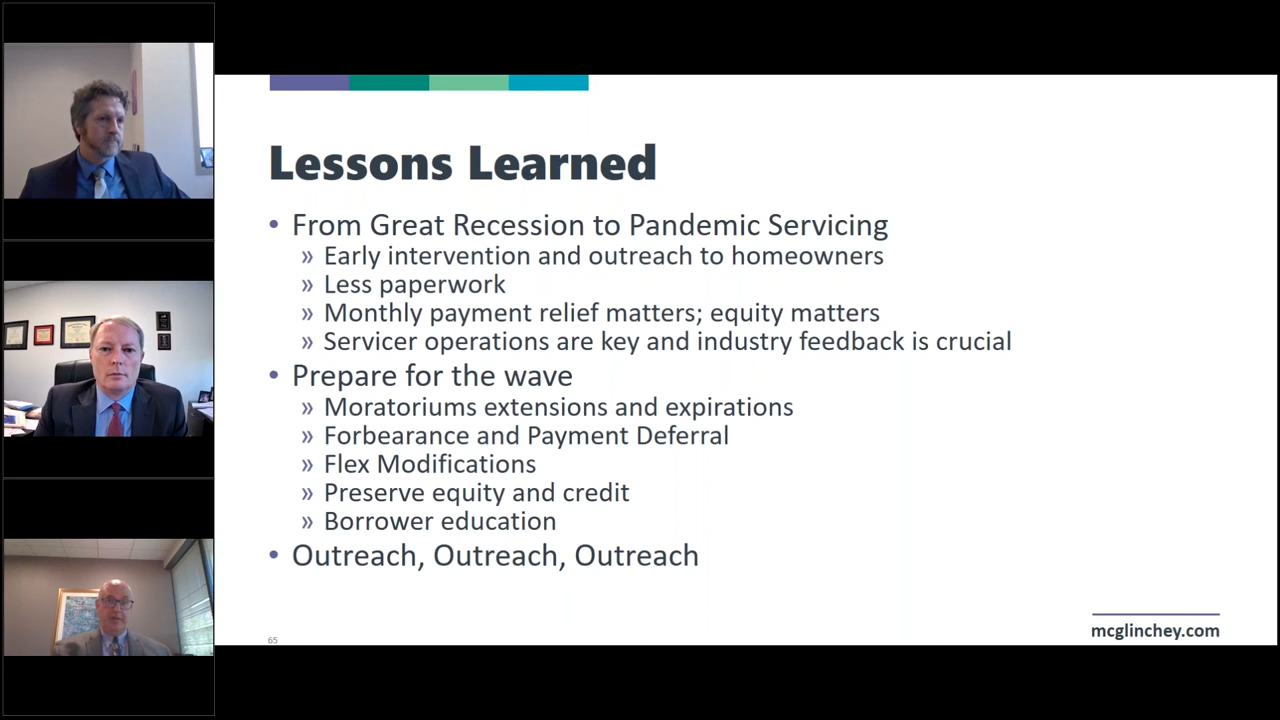 Lessons Learned
• From Great Recession to Pandemic Servicing
» Early intervention and outreach to homeowners
» Less paperwork
» Monthly payment relief matters; equity matters
» Servicer operations are key and industry feedback is crucial
• Prepare for the wave
» Moratoriums extensions and expirations
» Forbearance and Payment Deferral
» Flex Modifications
» Preserve equity and credit
» Borrower education
• Outreach, Outreach, Outreach
65
mcglinchey.com